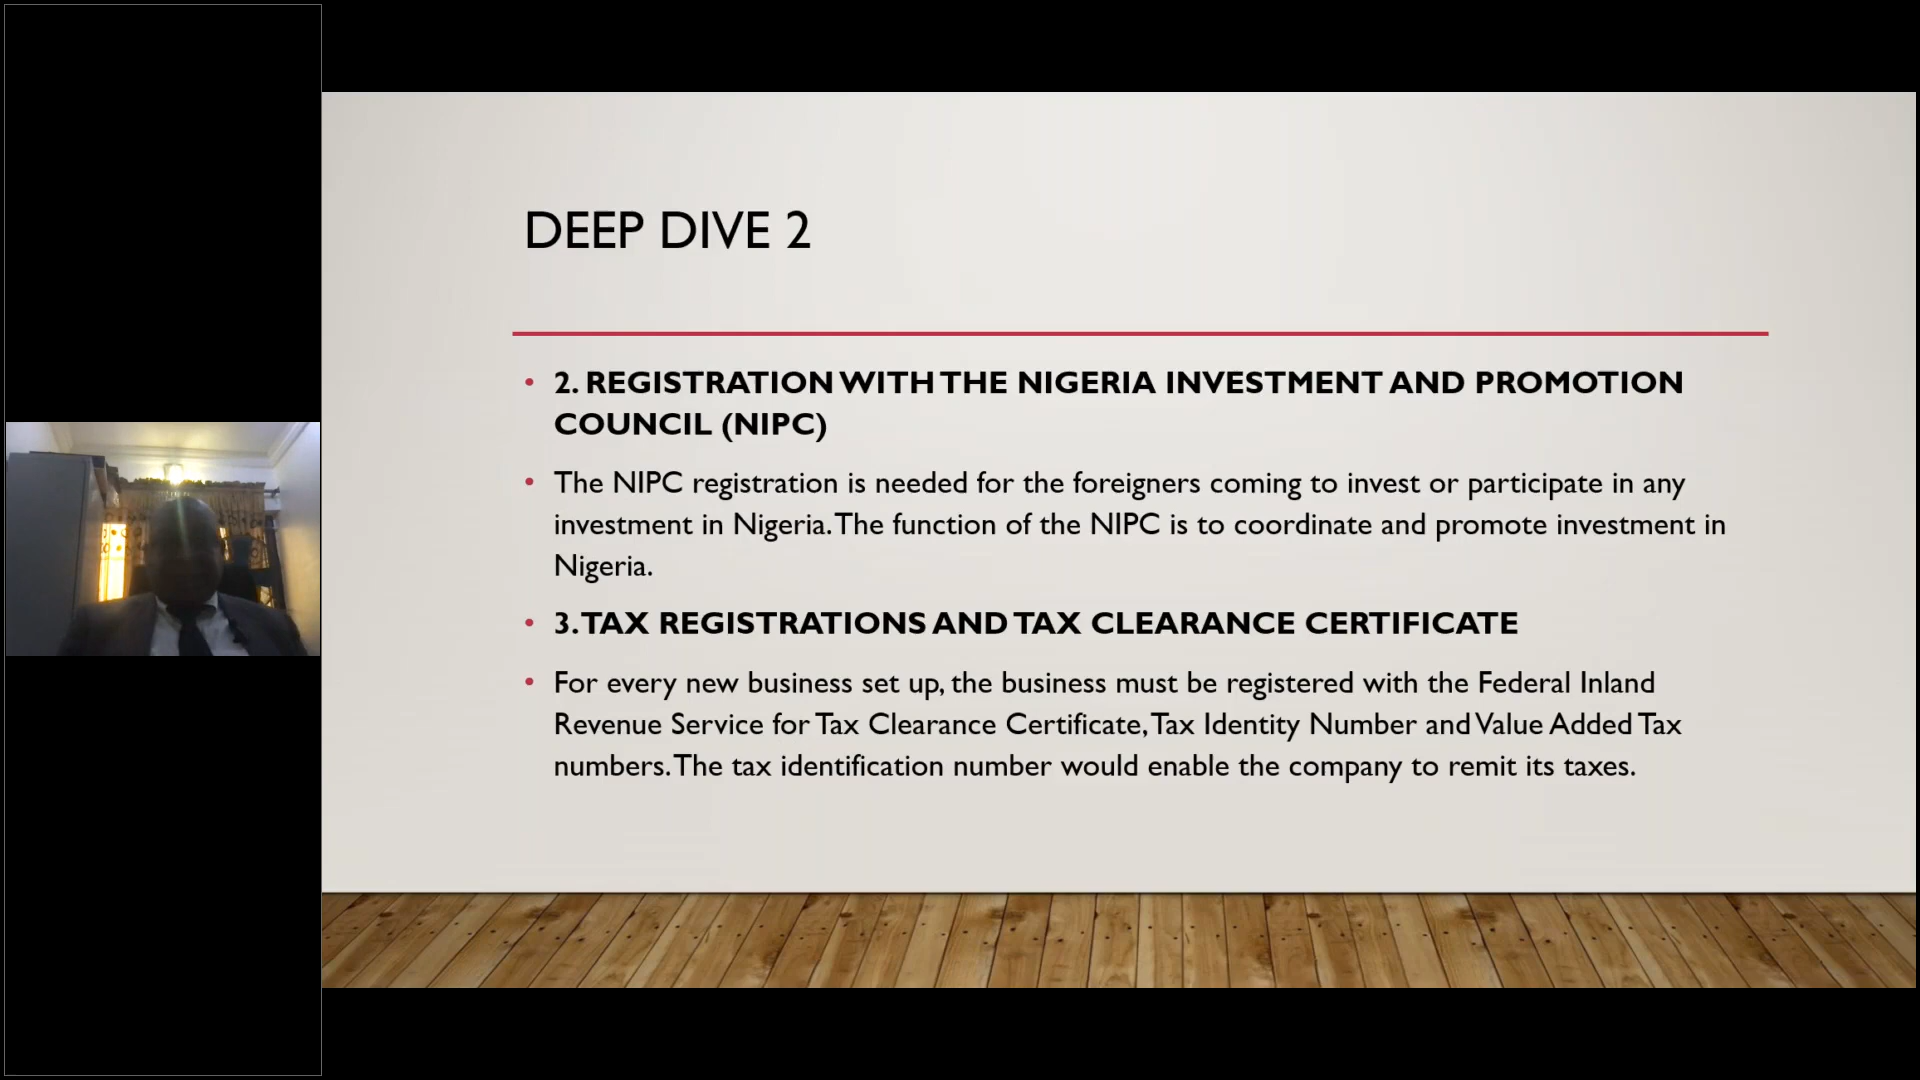 DEEP DIVE 2
• 2. REGISTRATION WITH THE NIGERIA INVESTMENT AND PROMOTION
COUNCIL (NIPC)
• The NIPC registration is needed for the foreigners coming to invest or participate in any
investment in Nigeria. The function of the NIPC is to coordinate and promote investment in
Nigeria.
• 3. TAX REGISTRATIONS AND TAX CLEARANCE CERTIFICATE
• For every new business set up, the business must be registered with the Federal Inland
Revenue Service for Tax Clearance Certificate, Tax Identity Number and Value Added Tax
numbers. The tax identification number would enable the company to remit its taxes.